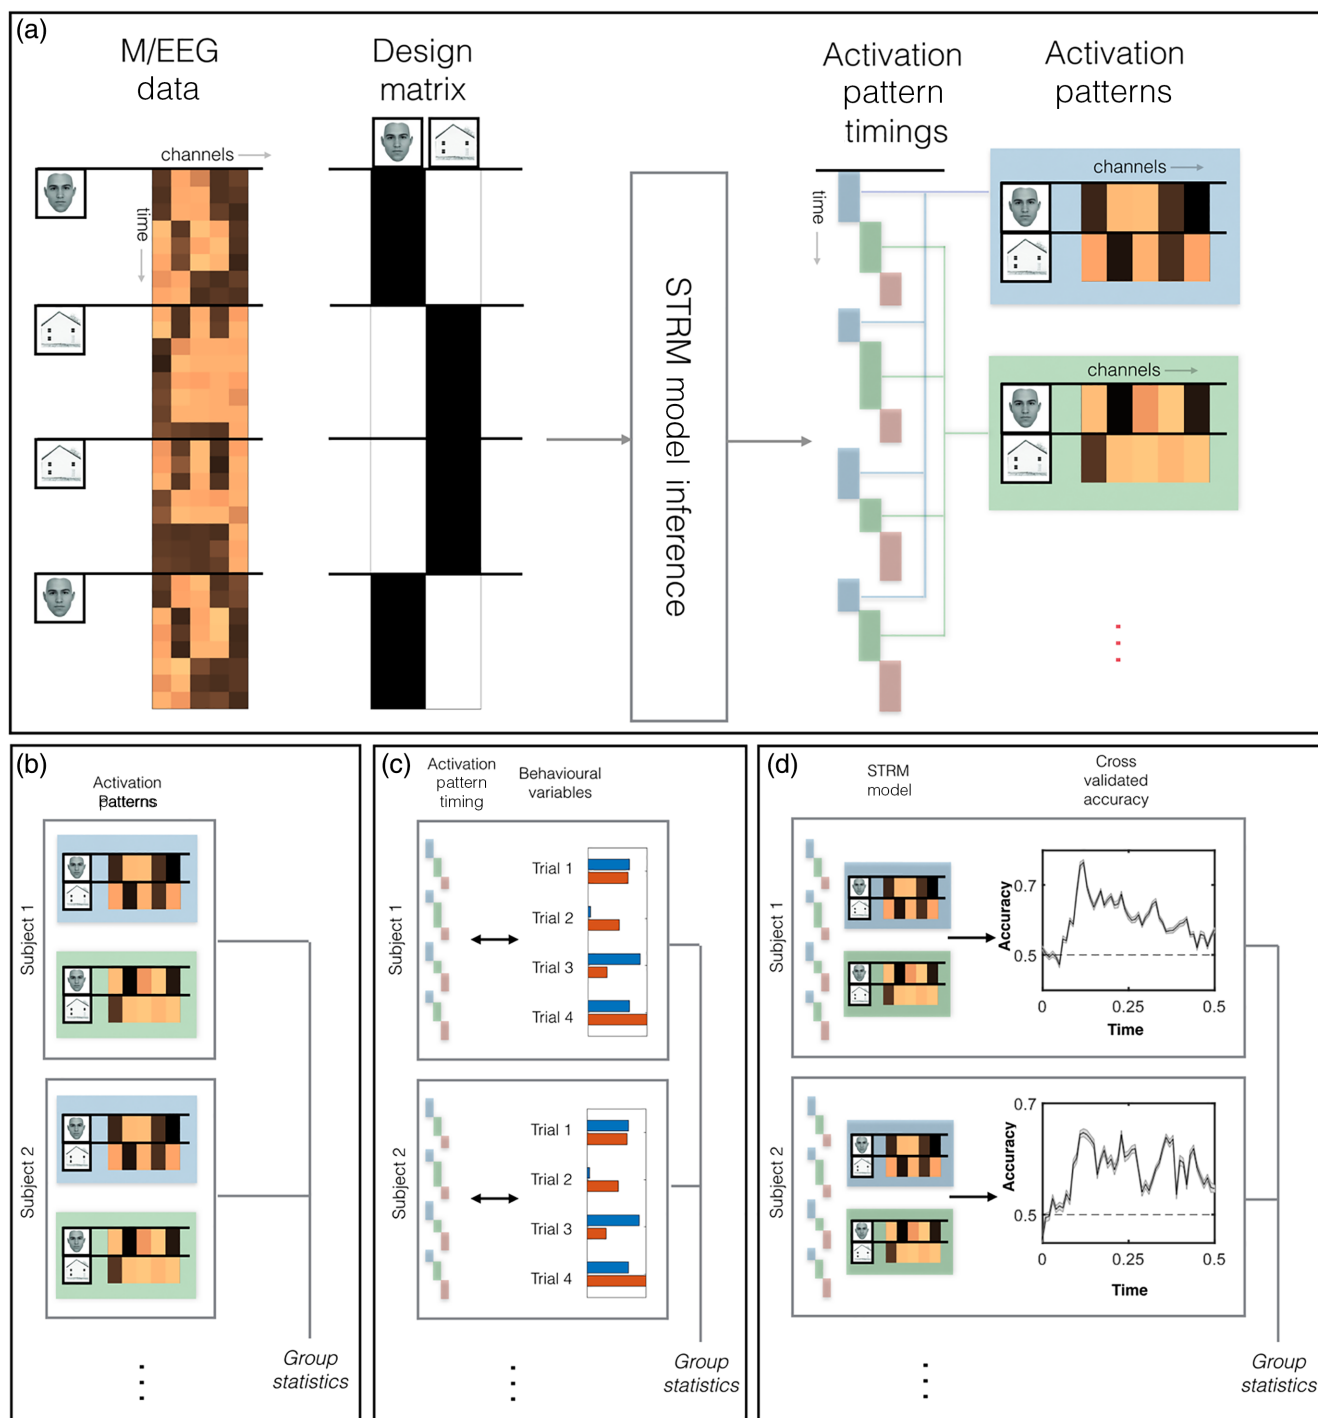 (a)
M/EEG
data
Design
matrix
Activation
pattern
timings
Activation
patterns
channels
time
STRM model inference
time
channels
channels
(b)
Activation
Patterns
Subject 1
Subject 2
Group
statistics
(c)
Activation
pattern
timing
Behavioural
variables
Subject 1
Trial 1
Trial 2
Trial 3
Trial 4
Subject 2
Trial 1
Trial 2
Trial 3
Trial 4
Group
statistics
(d)
STRM
model
Cross
validated
accuracy
Subject 1
Accuracy
0.7
0.5
0 0.25 0.5
Time
Subject 2
Accuracy
0.7
0.5
0 0.25 0.5
Time
Group
statistics